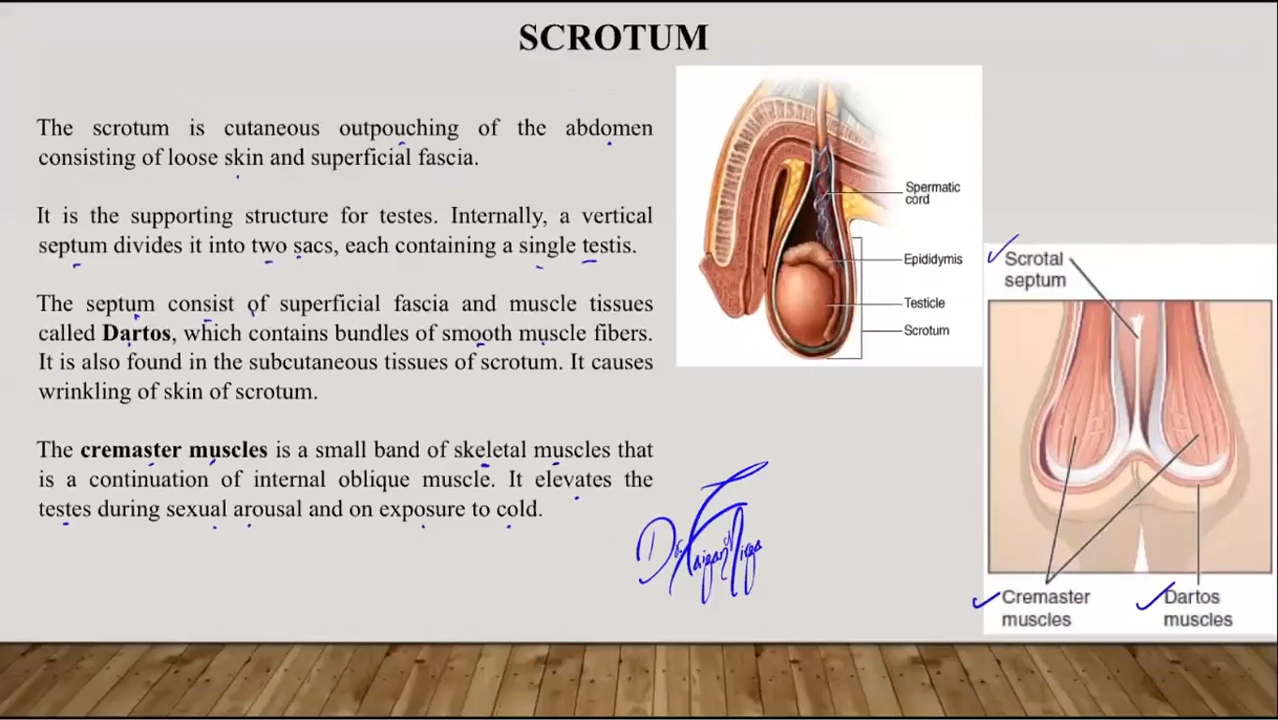 SCROTUM
The scrotum is cutaneous outpouching of the abdomen
consisting of loose skin and superficial fascia.
It is the supporting structure for testes. Internally, a vertical
septum divides it into two sacs, each containing a single testis.
The septum consist of superficial fascia and muscle tissues
called Dartos, which contains bundles of smooth muscle fibers.
It is also found in the subcutaneous tissues of scrotum. It causes
wrinkling of skin of scrotum.
The cremaster muscles is a small band of skeletal muscles that
is a continuation of internal oblique muscle. It elevates the
testes during sexual arousal and on exposure to cold.
Spermatic
cord
Epididymis
Testicle
Scrotum
Scrotal
septum
Cremaster
muscles
Dartos
muscles
Dr.